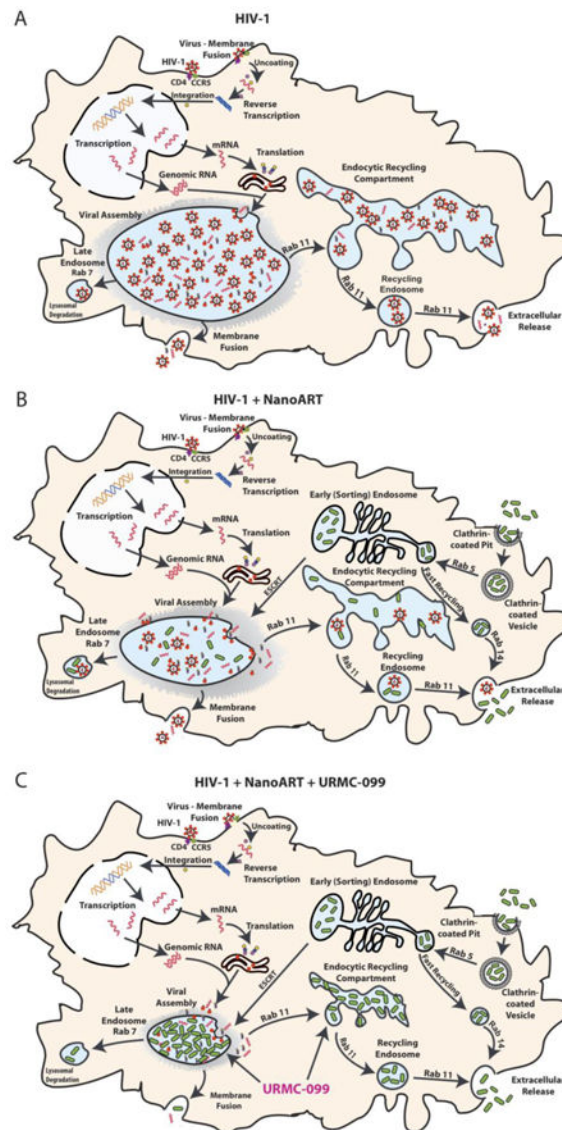 A
HIV-1
Virus - Membrane
Fusion
HIV-1
Uncoating
CD4 CCR5
Integration
Reverse
Transcription
Transcription
mRNA
Translation
Genomic RNA
Endocytic Recycling
Compartment
Viral Assembly
Rab 11
Late
Endosome
Rab 7
Lysosomal
Degradation
Rab 11
Recycling
Endosome
Rab 11
Extracellular
Release
Membrane
Fusion
B
HIV-1 + NanoART
Virus - Membrane
Fusion
HIV-1
Uncoating
CD4 CCR5
Integration
Reverse
Transcription
Early (Sorting) Endosome
Transcription
mRNA
Translation
Clathrin-
coated Pit
Rab 5
Genomic RNA
ESCRT
Endocytic Recycling
Compartment
Fast Recycling
Clathrin-
coated
Vesicle
Viral Assembly
Rab 11
Rab 14
Late
Endosome
Rab 7
Lysosomal
Degradation
Rab 11
Recycling
Endosome
Rab 11
Extracellular
Release
Membrane
Fusion
C
HIV-1 + NanoART + URMC-099
Virus - Membrane
Fusion
HIV-1
Uncoating
CD4 CCR5
Integration
Reverse
Transcription
Early (Sorting) Endosome
Transcription
mRNA
Translation
Clathrin-
coated Pit
Rab 5
Genomic RNA
ESCRT
Endocytic Recycling
Compartment
Fast Recycling
Clathrin-
coated
Vesicle
Viral
Assembly
Rab 11
Rab 14
Late
Endosome
Rab 7
Lysosomal
Degradation
Rab 11
Recycling
Endosome
Rab 11
Extracellular
Release
URMC-099
Membrane
Fusion